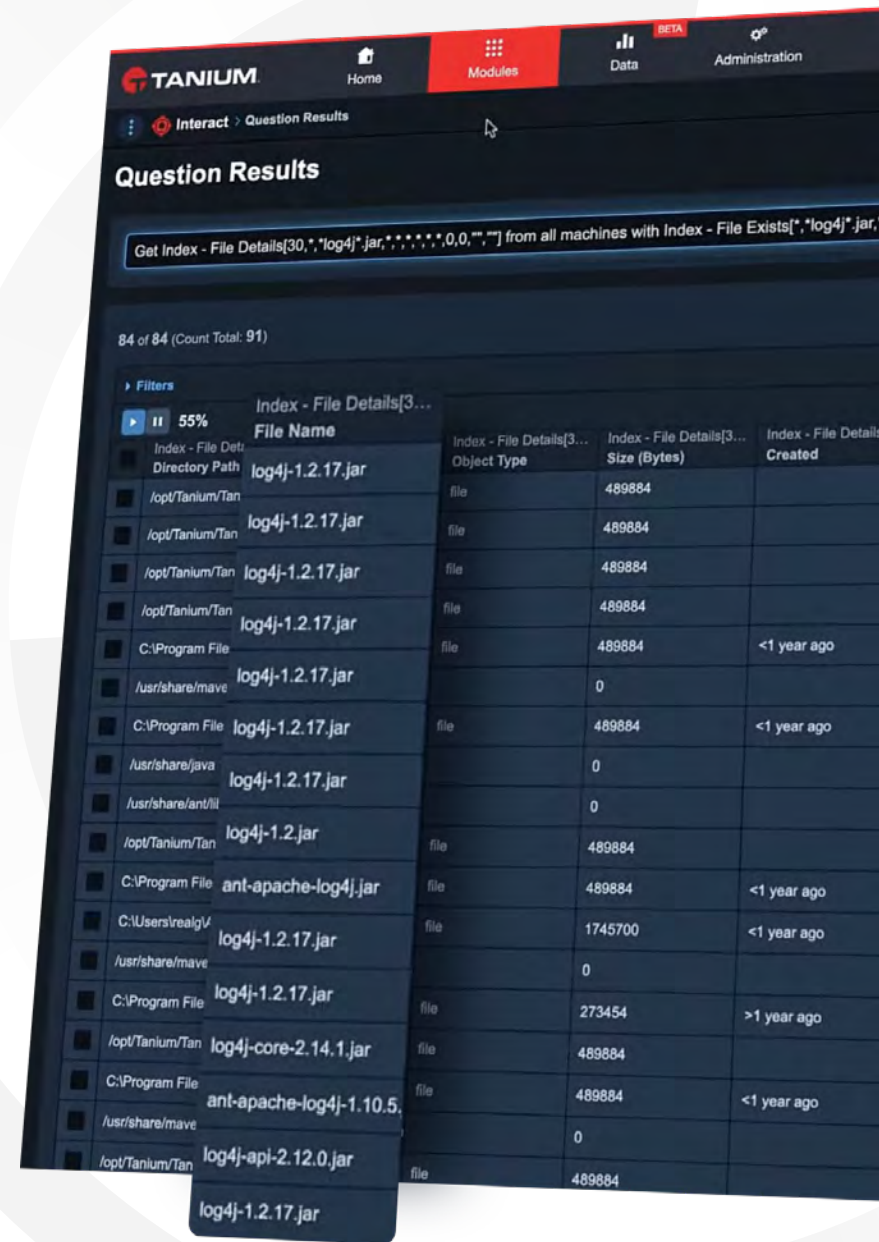 TANIUM
Home
Modules
Data
BETA
Administration
Interact > Question Results
Question Results
Get Index - File Details[30,*,*log4j*.jar,*,*,*,*,*,*,0,0,"",""] from all machines with Index - File Exists[*,*log4j*.jar,*
84 of 84 (Count Total: 91)
Filters
55%
Index - File Details[3...
File Name
Index - File Deta
Directory Path
Index - File Details[3...
Object Type
Index - File Details[3...
Size (Bytes)
Index - File Details
Created
/opt/Tanium/Tan log4j-1.2.17.jar file 489884
/opt/Tanium/Tan log4j-1.2.17.jar file 489884
/opt/Tanium/Tan log4j-1.2.17.jar file 489884
/opt/Tanium/Tan log4j-1.2.17.jar file 489884
C:\Program File log4j-1.2.17.jar file 489884 <1 year ago
/usr/share/mave log4j-1.2.17.jar 0
C:\Program File log4j-1.2.17.jar file 489884 <1 year ago
/usr/share/java log4j-1.2.jar 0
/usr/share/ant/lil ant-apache-log4j.jar 0
/opt/Tanium/Tan log4j-1.2.17.jar file 489884
C:\Program File log4j-1.2.17.jar file 489884 <1 year ago
C:\Users\realg\A log4j-core-2.14.1.jar file 1745700 <1 year ago
/usr/share/mave ant-apache-log4j-1.10.5. 0
C:\Program File log4j-api-2.12.0.jar file 273454 >1 year ago
/opt/Tanium/Tan log4j-1.2.17.jar file 489884
C:\Program File file 489884 <1 year ago
/usr/share/mave 0
/opt/Tanium/Tan file 489884